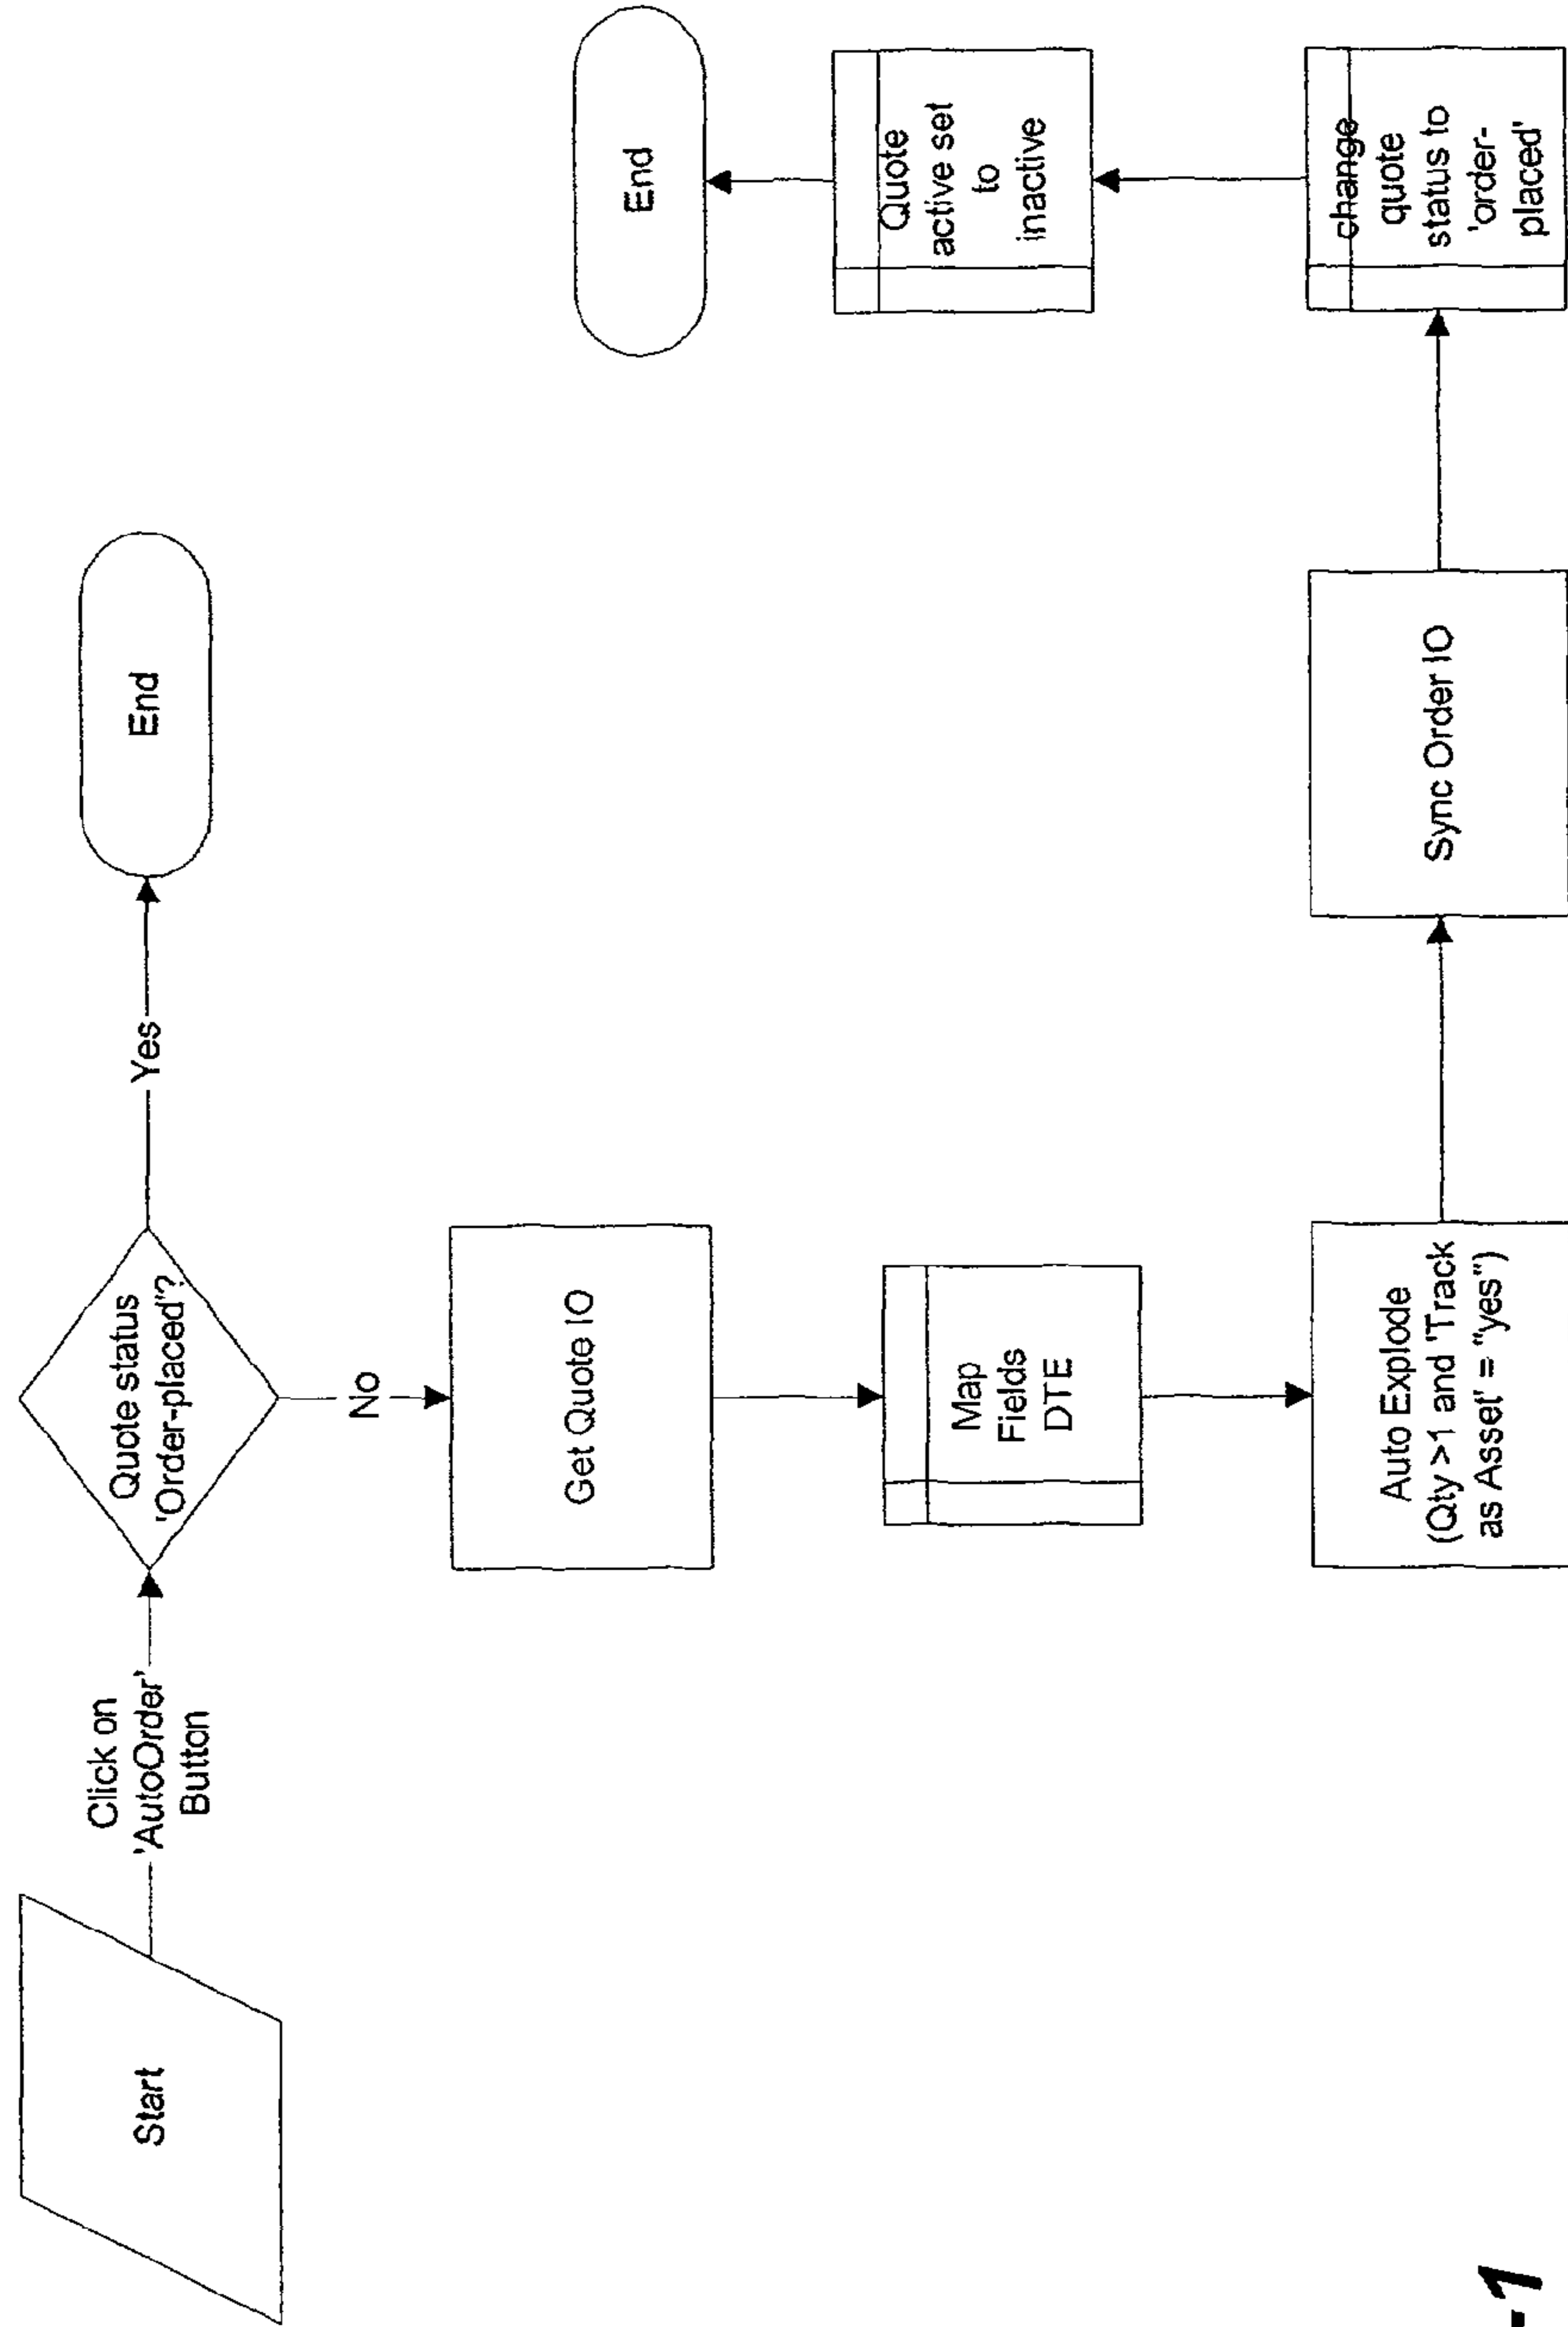 Start
Click on
'AutoOrder'
Button
Quote status
'Order-placed'?
Yes
End
No
Get Quote IO
Map
Fields
DTE
Auto Explode
(Qty >1 and 'Track
as Asset' = "yes")
Sync Order IO
change
quote
status to
'order-
placed'
Quote
active set
to
inactive
End
-1